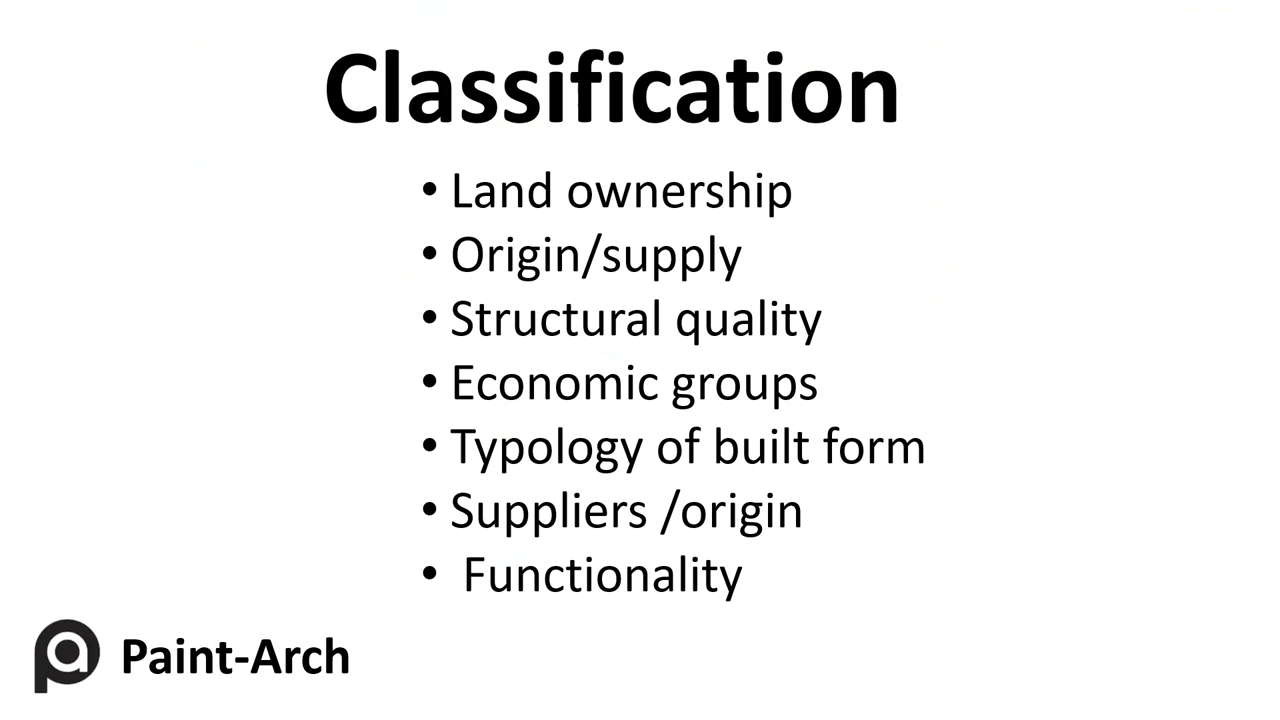 Classification
• Land ownership
• Origin/supply
• Structural quality
• Economic groups
• Typology of built form
• Suppliers /origin
• Functionality
Paint-Arch